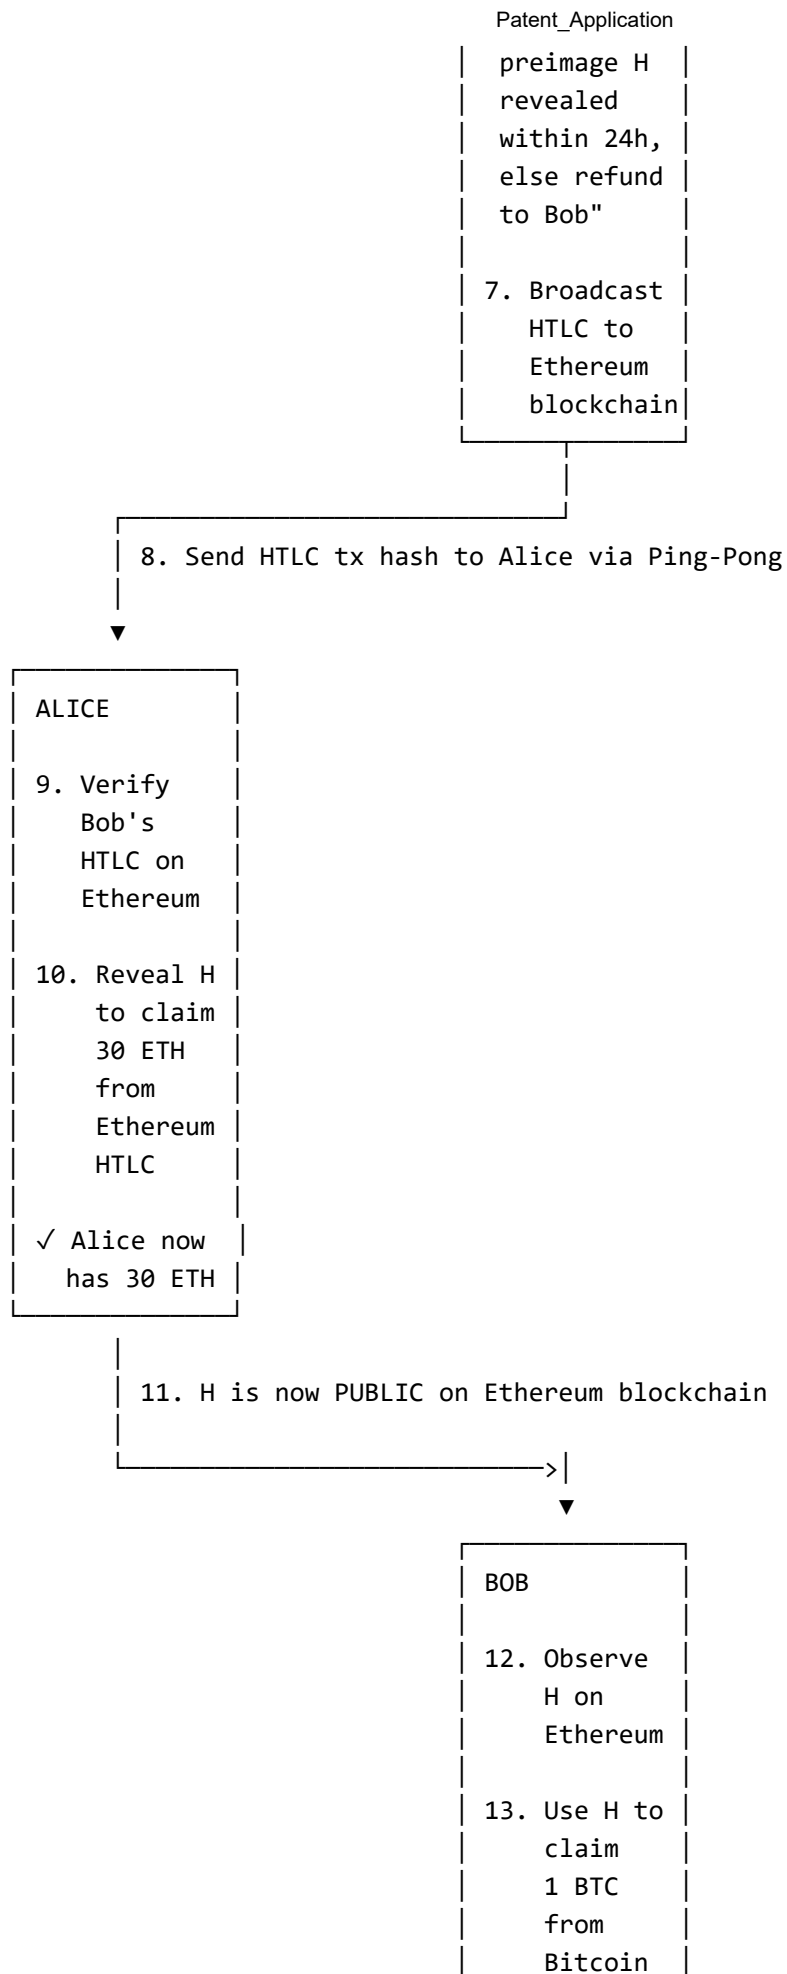 Patent_Application
preimage H
revealed
within 24h,
else refund
to Bob"
7. Broadcast
HTLC to
Ethereum
blockchain
8. Send HTLC tx hash to Alice via Ping-Pong
ALICE
9. Verify
Bob's
HTLC on
Ethereum
10. Reveal H
to claim
30 ETH
from
Ethereum
HTLC
✓ Alice now
has 30 ETH
11. H is now PUBLIC on Ethereum blockchain
BOB
12. Observe
H on
Ethereum
13. Use H to
claim
1 BTC
from
Bitcoin